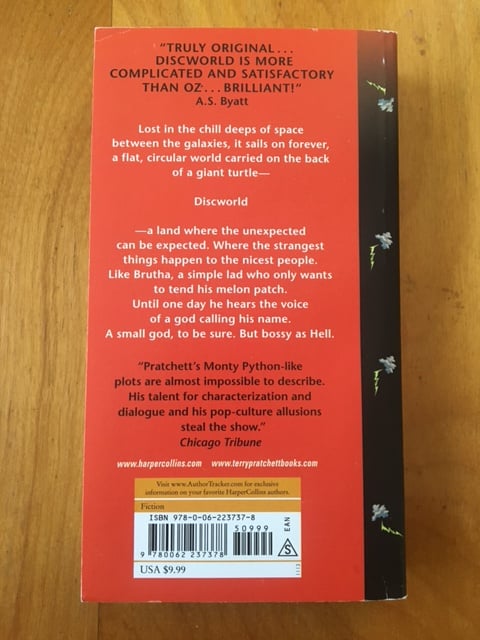 “TRULY ORIGINAL...
DISCWORLD IS MORE
COMPLICATED AND SATISFACTORY
THAN OZ... BRILLIANT!”
A.S. Byatt
Lost in the chill deeps of space
between the galaxies, it sails on forever,
a flat, circular world carried on the back
of a giant turtle—
Discworld
—a land where the unexpected
can be expected. Where the strangest
things happen to the nicest people.
Like Brutha, a simple lad who only wants
to tend his melon patch.
Until one day he hears the voice
of a god calling his name.
A small god, to be sure. But bossy as Hell.
“Pratchett’s Monty Python-like
plots are almost impossible to describe.
His talent for characterization and
dialogue and his pop-culture allusions
steal the show.”
Chicago Tribune
www.harpercollins.com www.terrypratchettbooks.com
Visit www.AuthorTracker.com for exclusive
information on your favorite HarperCollins authors.
Fiction
ISBN 978-0-06-223737-8
50999
EAN
S
9 780062 237378
USA $9.99
1113